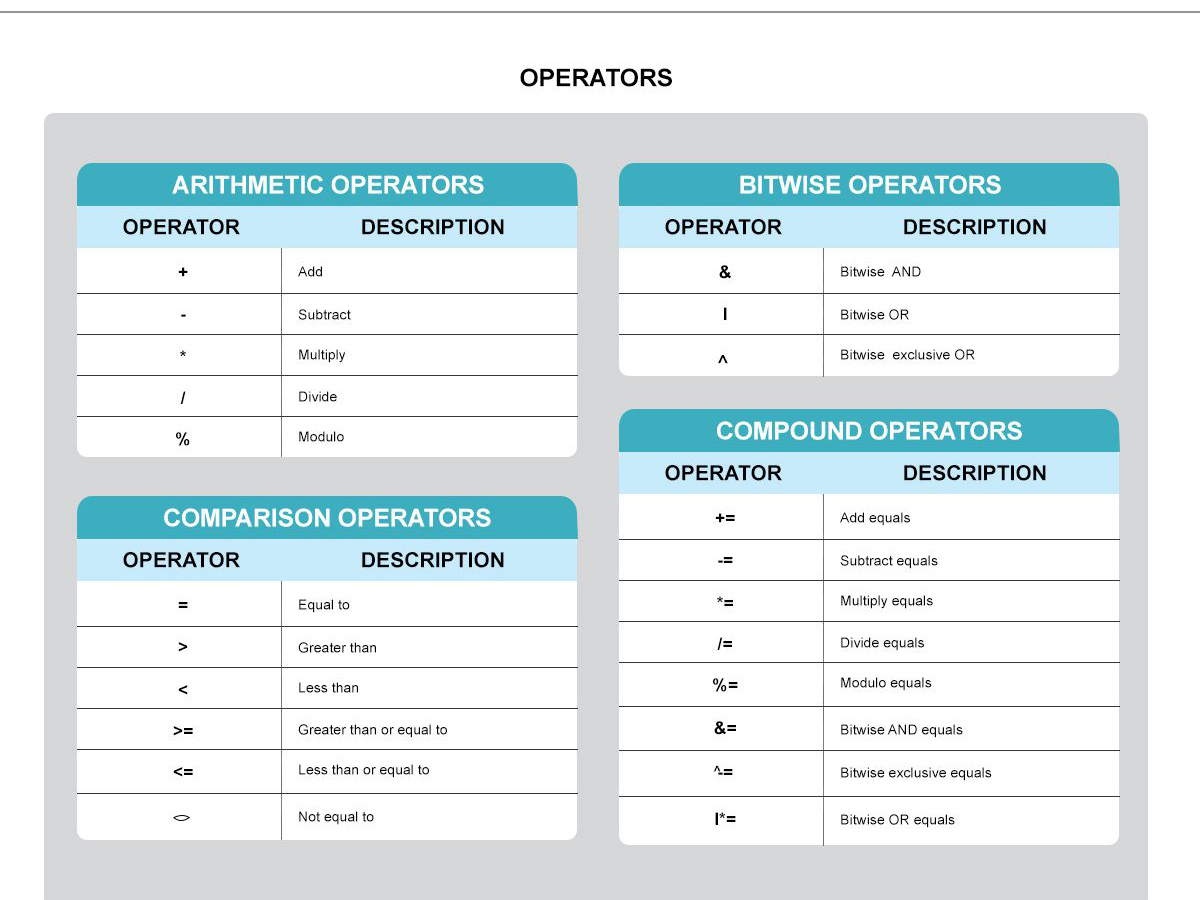 OPERATORS
ARITHMETIC OPERATORS
OPERATOR DESCRIPTION
+ Add
- Subtract
* Multiply
/ Divide
% Modulo
COMPARISON OPERATORS
OPERATOR DESCRIPTION
= Equal to
> Greater than
< Less than
>= Greater than or equal to
<= Less than or equal to
<> Not equal to
BITWISE OPERATORS
OPERATOR DESCRIPTION
& Bitwise AND
| Bitwise OR
^ Bitwise exclusive OR
COMPOUND OPERATORS
OPERATOR DESCRIPTION
+= Add equals
-= Subtract equals
*= Multiply equals
/= Divide equals
%= Modulo equals
&= Bitwise AND equals
^-= Bitwise exclusive equals
|*= Bitwise OR equals